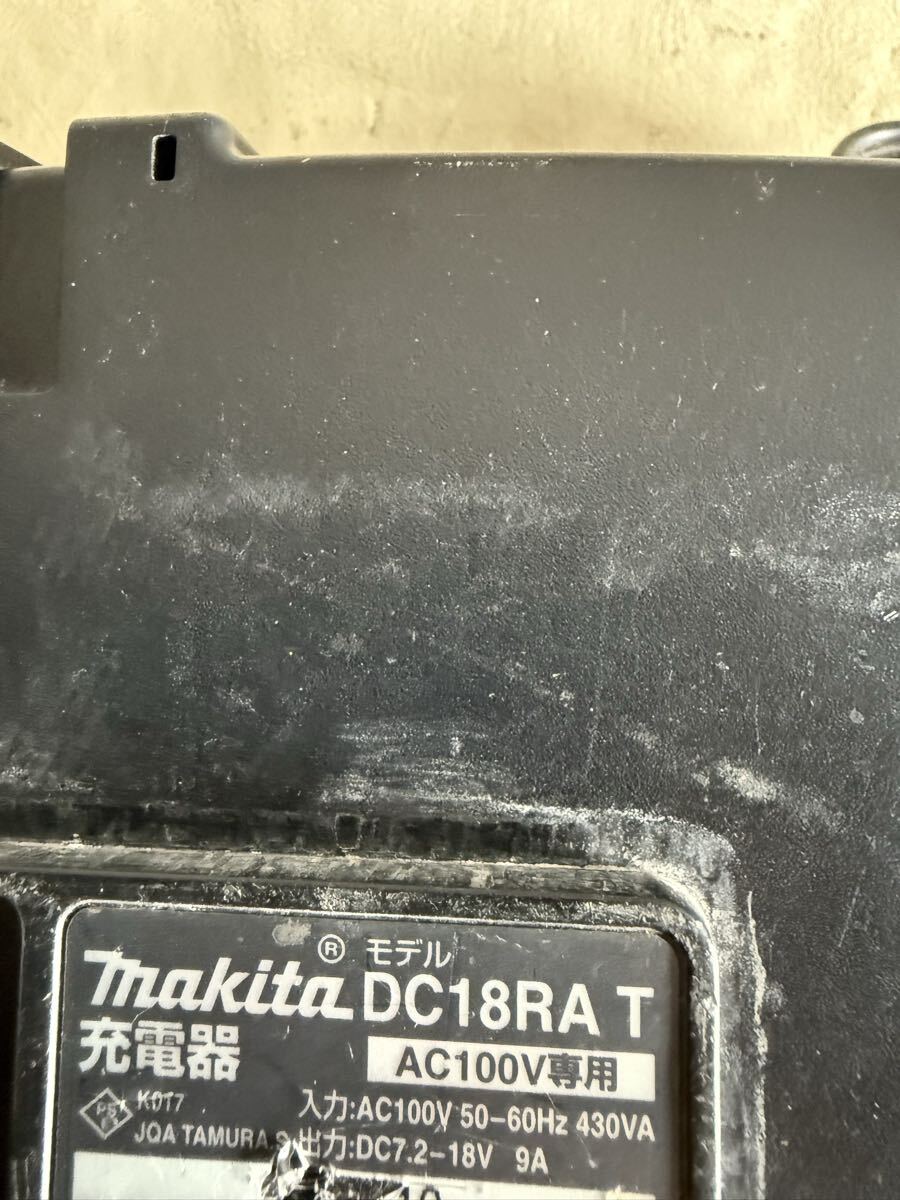 makita® モデル DC18RA T
充電器
AC100V専用
K017
入力:AC100V 50-60Hz 430VA
JQA TAMURA
出力:DC7.2-18V 9A